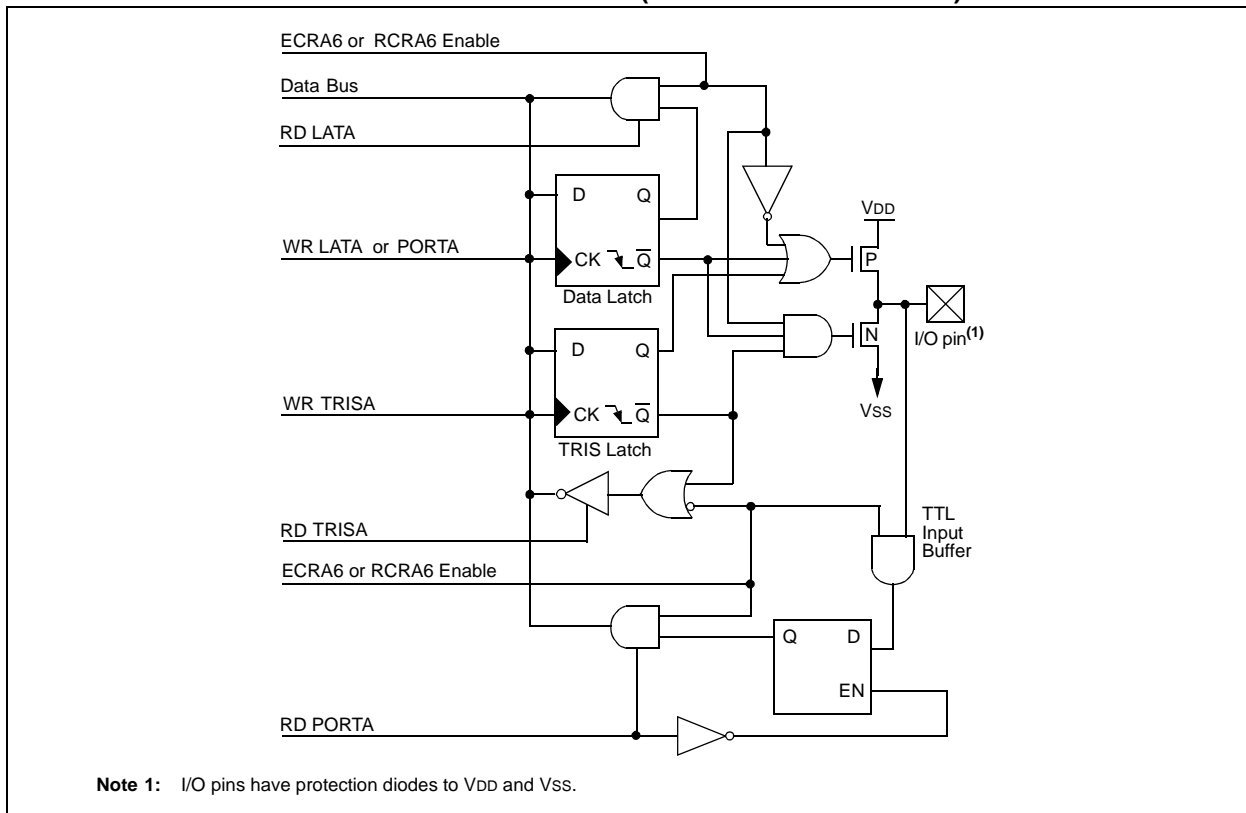 ECRA6 or RCRA6 Enable
Data Bus
RD LATA
D Q
VDD
WR LATA or PORTA
CK Q
P
Data Latch
I/O pin(1)
D Q
N
WR TRISA
CK Q
VSS
TRIS Latch
TTL
Input
Buffer
RD TRISA
ECRA6 or RCRA6 Enable
Q D
EN
RD PORTA
Note 1: I/O pins have protection diodes to VDD and VSS.